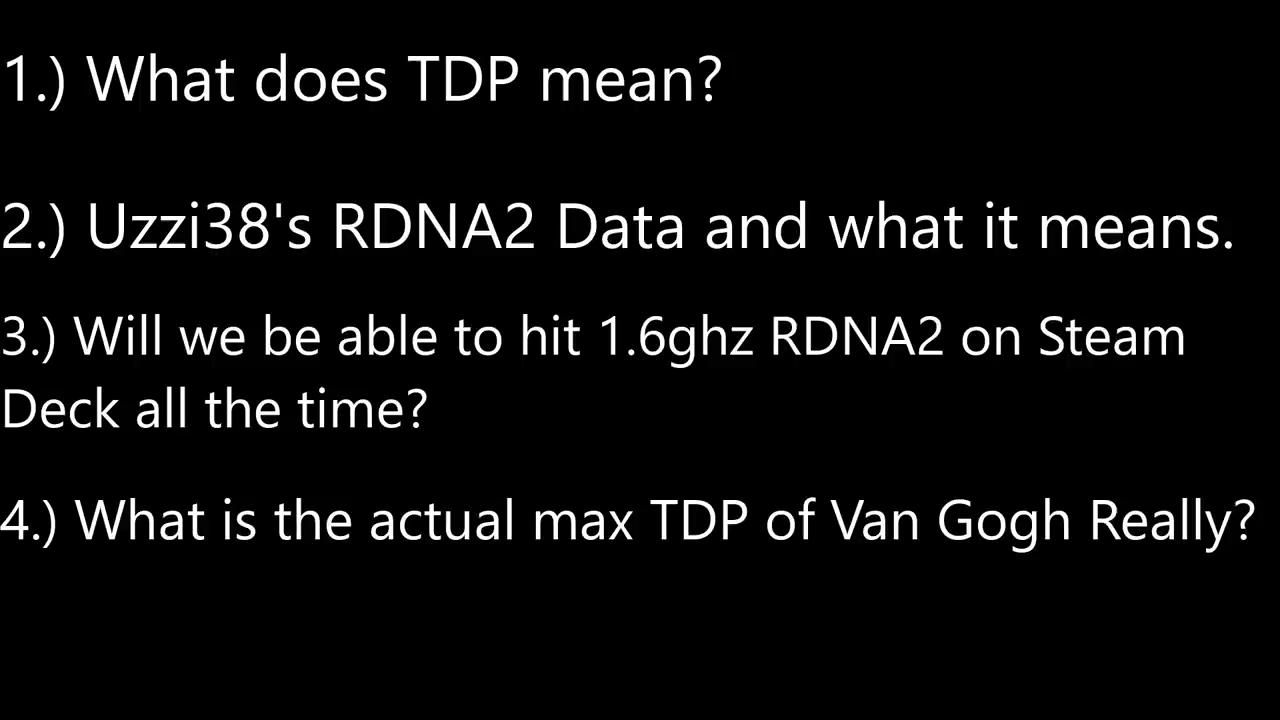 1.) What does TDP mean?
2.) Uzzi38's RDNA2 Data and what it means.
3.) Will we be able to hit 1.6ghz RDNA2 on Steam
Deck all the time?
4.) What is the actual max TDP of Van Gogh Really?